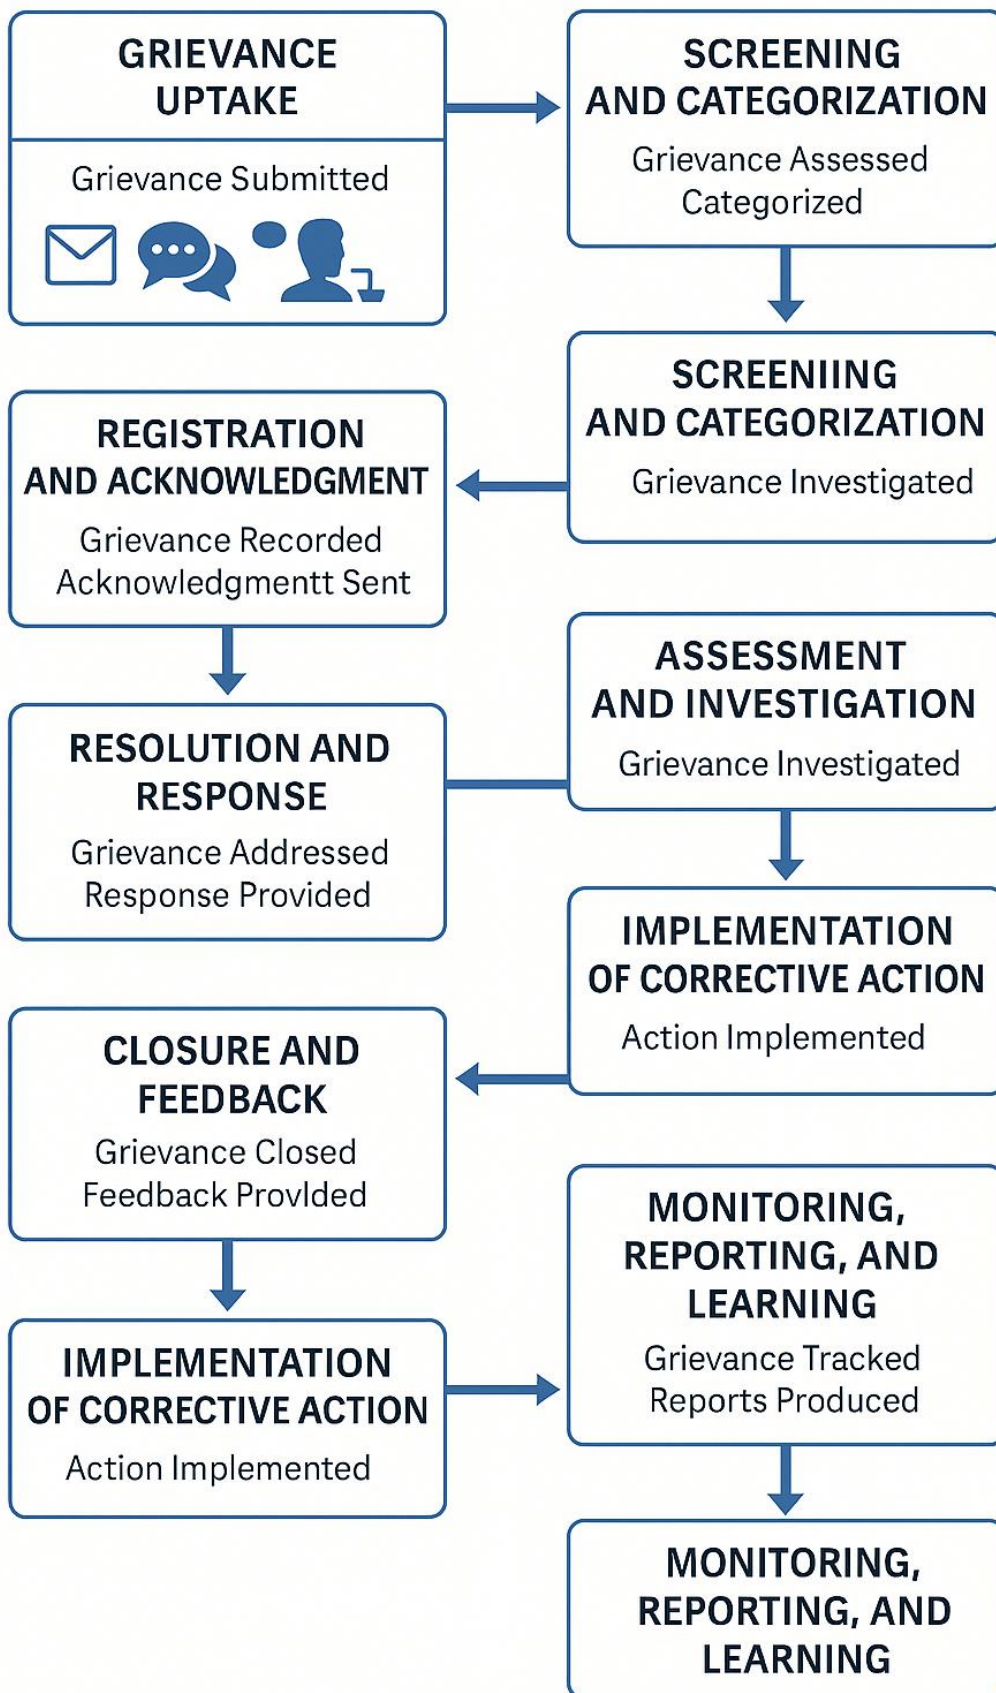 GRIEVANCE
UPTAKE
Grievance Submitted
SCREENING
AND CATEGORIZATION
Grievance Assessed
Categorized
SCREENIING
AND CATEGORIZATION
Grievance Investigated
REGISTRATION
AND ACKNOWLEDGMENT
Grievance Recorded
Acknowledgmentt Sent
RESOLUTION AND
RESPONSE
Grievance Addressed
Response Provided
ASSESSMENT
AND INVESTIGATION
Grievance Investigated
IMPLEMENTATION
OF CORRECTIVE ACTION
Action Implemented
CLOSURE AND
FEEDBACK
Grievance Closed
Feedback Provlded
IMPLEMENTATION
OF CORRECTIVE ACTION
Action Implemented
MONITORING,
REPORTING, AND
LEARNING
Grievance Tracked
Reports Produced
MONITORING,
REPORTING, AND
LEARNING